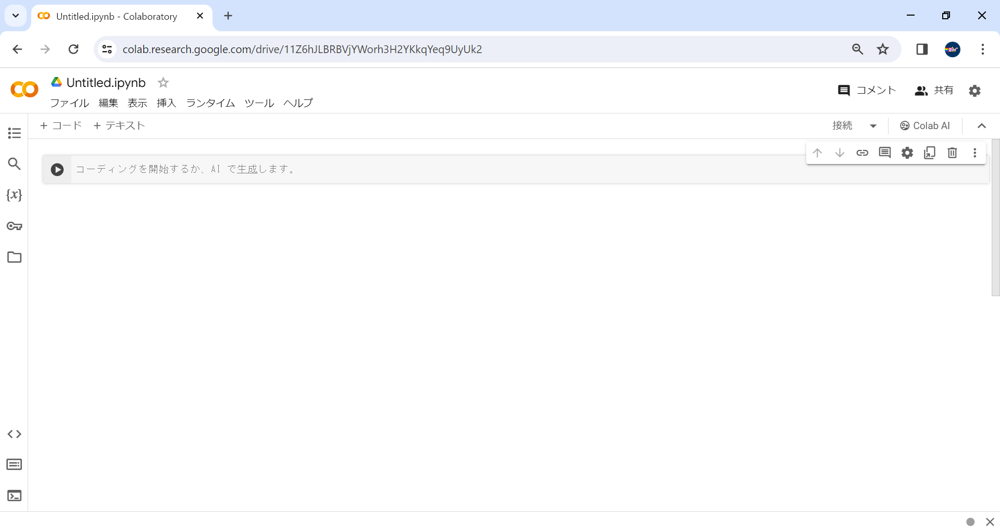 Untitled.ipynb - Colaboratory
colab.research.google.com/drive/11Z6hJLBRBVjYWorh3H2YKkqYeq9UyUk2
Untitled.ipynb
コメント 共有
ファイル 編集 表示 挿入 ランタイム ツール ヘルプ
+ コード + テキスト 接続 Colab AI
コーディングを開始するか、AI で生成します。
{x}